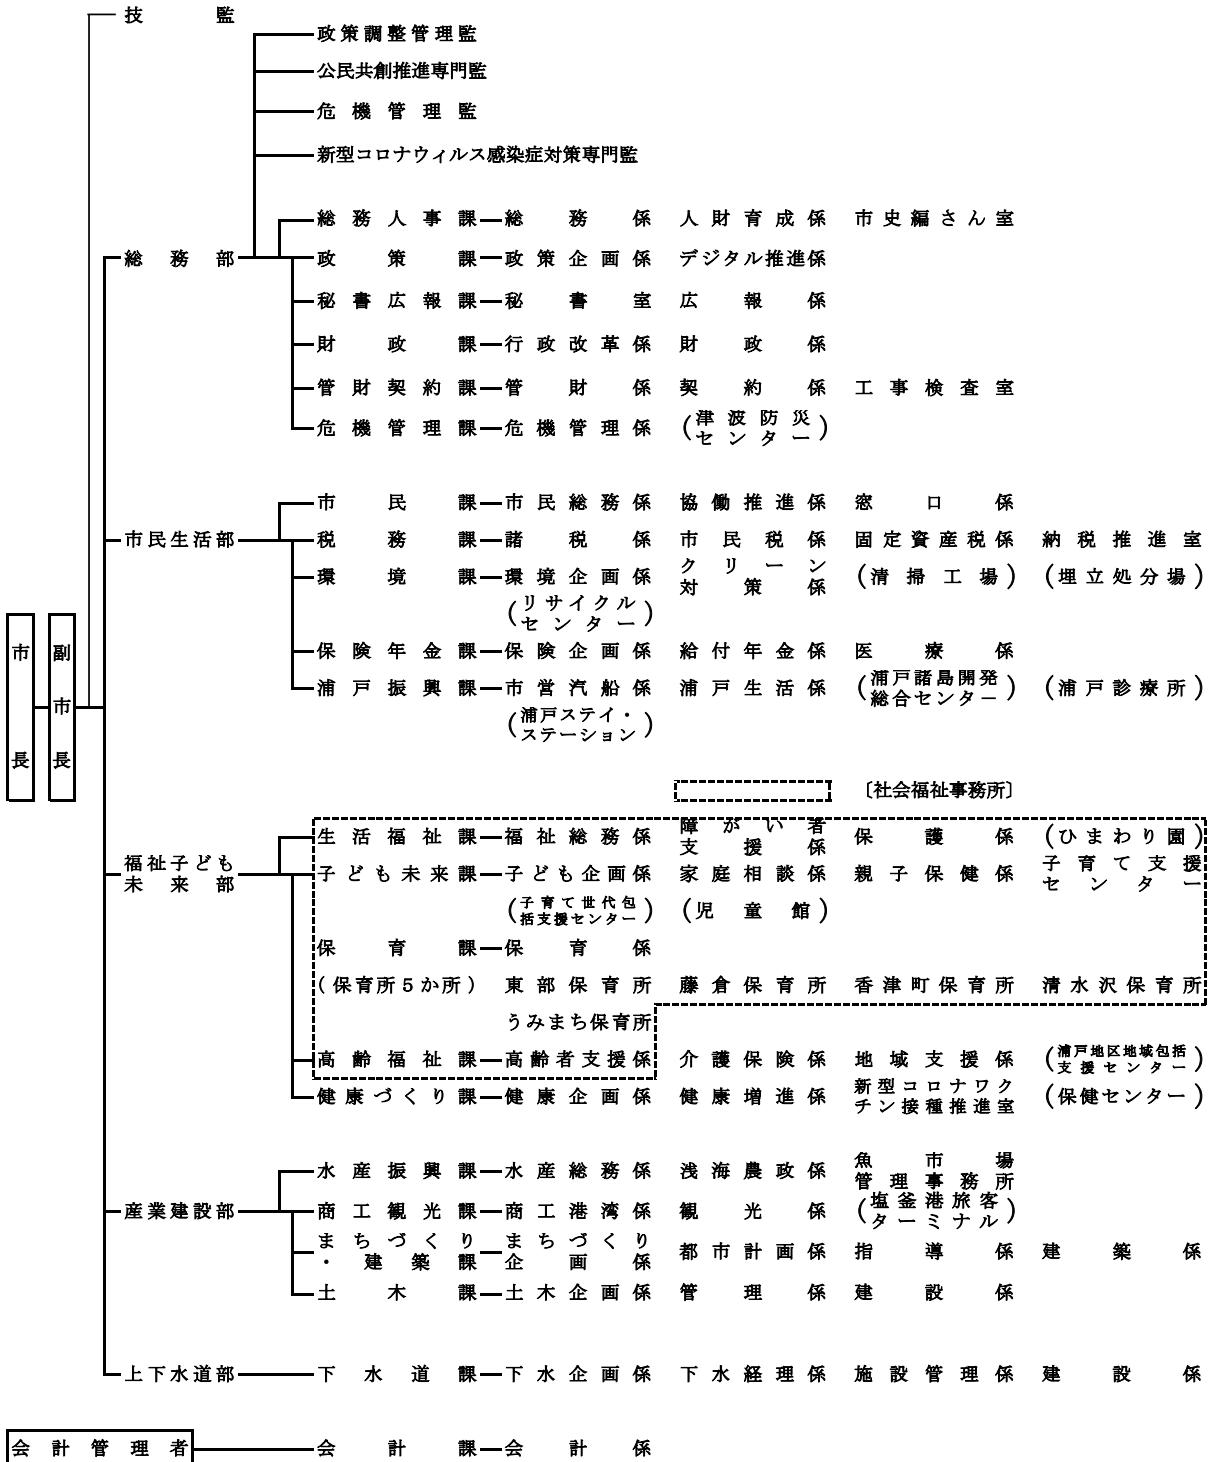 技監
政策調整管理監
公民共創推進専門監
危機管理監
新型コロナウィルス感染症対策専門監
総務人事課 総務係 人財育成係 市史編さん室
総務部 政策課 政策企画係 デジタル推進係
秘書広報課 秘書室 広報係
財政課 行政改革係 財政係
管財契約課 管財係 契約係 工事検査室
危機管理課 危機管理係 (津波防災センター)
市民課 市民総務係 協働推進係 窓口係
市民生活部 税務課 諸税係 市民税係 固定資産税係 納税推進室
環境課 環境企画係 クリーン対策係 (清掃工場) (埋立処分場)
(リサイクルセンター)
保険年金課 保険企画係 給付年金係 医療係
浦戸振興課 市営汽船係 浦戸生活係 (浦戸諸島開発総合センター) (浦戸診療所)
(浦戸ステイ・ステーション)
市長 副市長
〔社会福祉事務所〕
生活福祉課 福祉総務係 障がい者支援係 保護係 (ひまわり園)
福祉子ども未来部 子ども未来課 子ども企画係 家庭相談係 親子保健係 子育て支援センター
(子育て世代包括支援センター) (児童館)
保育課 保育係
(保育所5か所) 東部保育所 藤倉保育所 香津町保育所 清水沢保育所
うみまち保育所
高齢福祉課 高齢者支援係 介護保険係 地域支援係 (浦戸地区地域包括支援センター)
健康づくり課 健康企画係 健康増進係 新型コロナワクチン接種推進室 (保健センター)
水産振興課 水産総務係 浅海農政係 魚市場管理事務所
産業建設部 商工観光課 商工港湾係 観光係 (塩釜港旅客ターミナル)
まちづくり・建築課 まちづくり企画係 都市計画係 指導係 建築係
土木課 土木企画係 管理係 建設係
上下水道部 下水道課 下水企画係 下水経理係 施設管理係 建設係
会計管理者 会計課 会計係